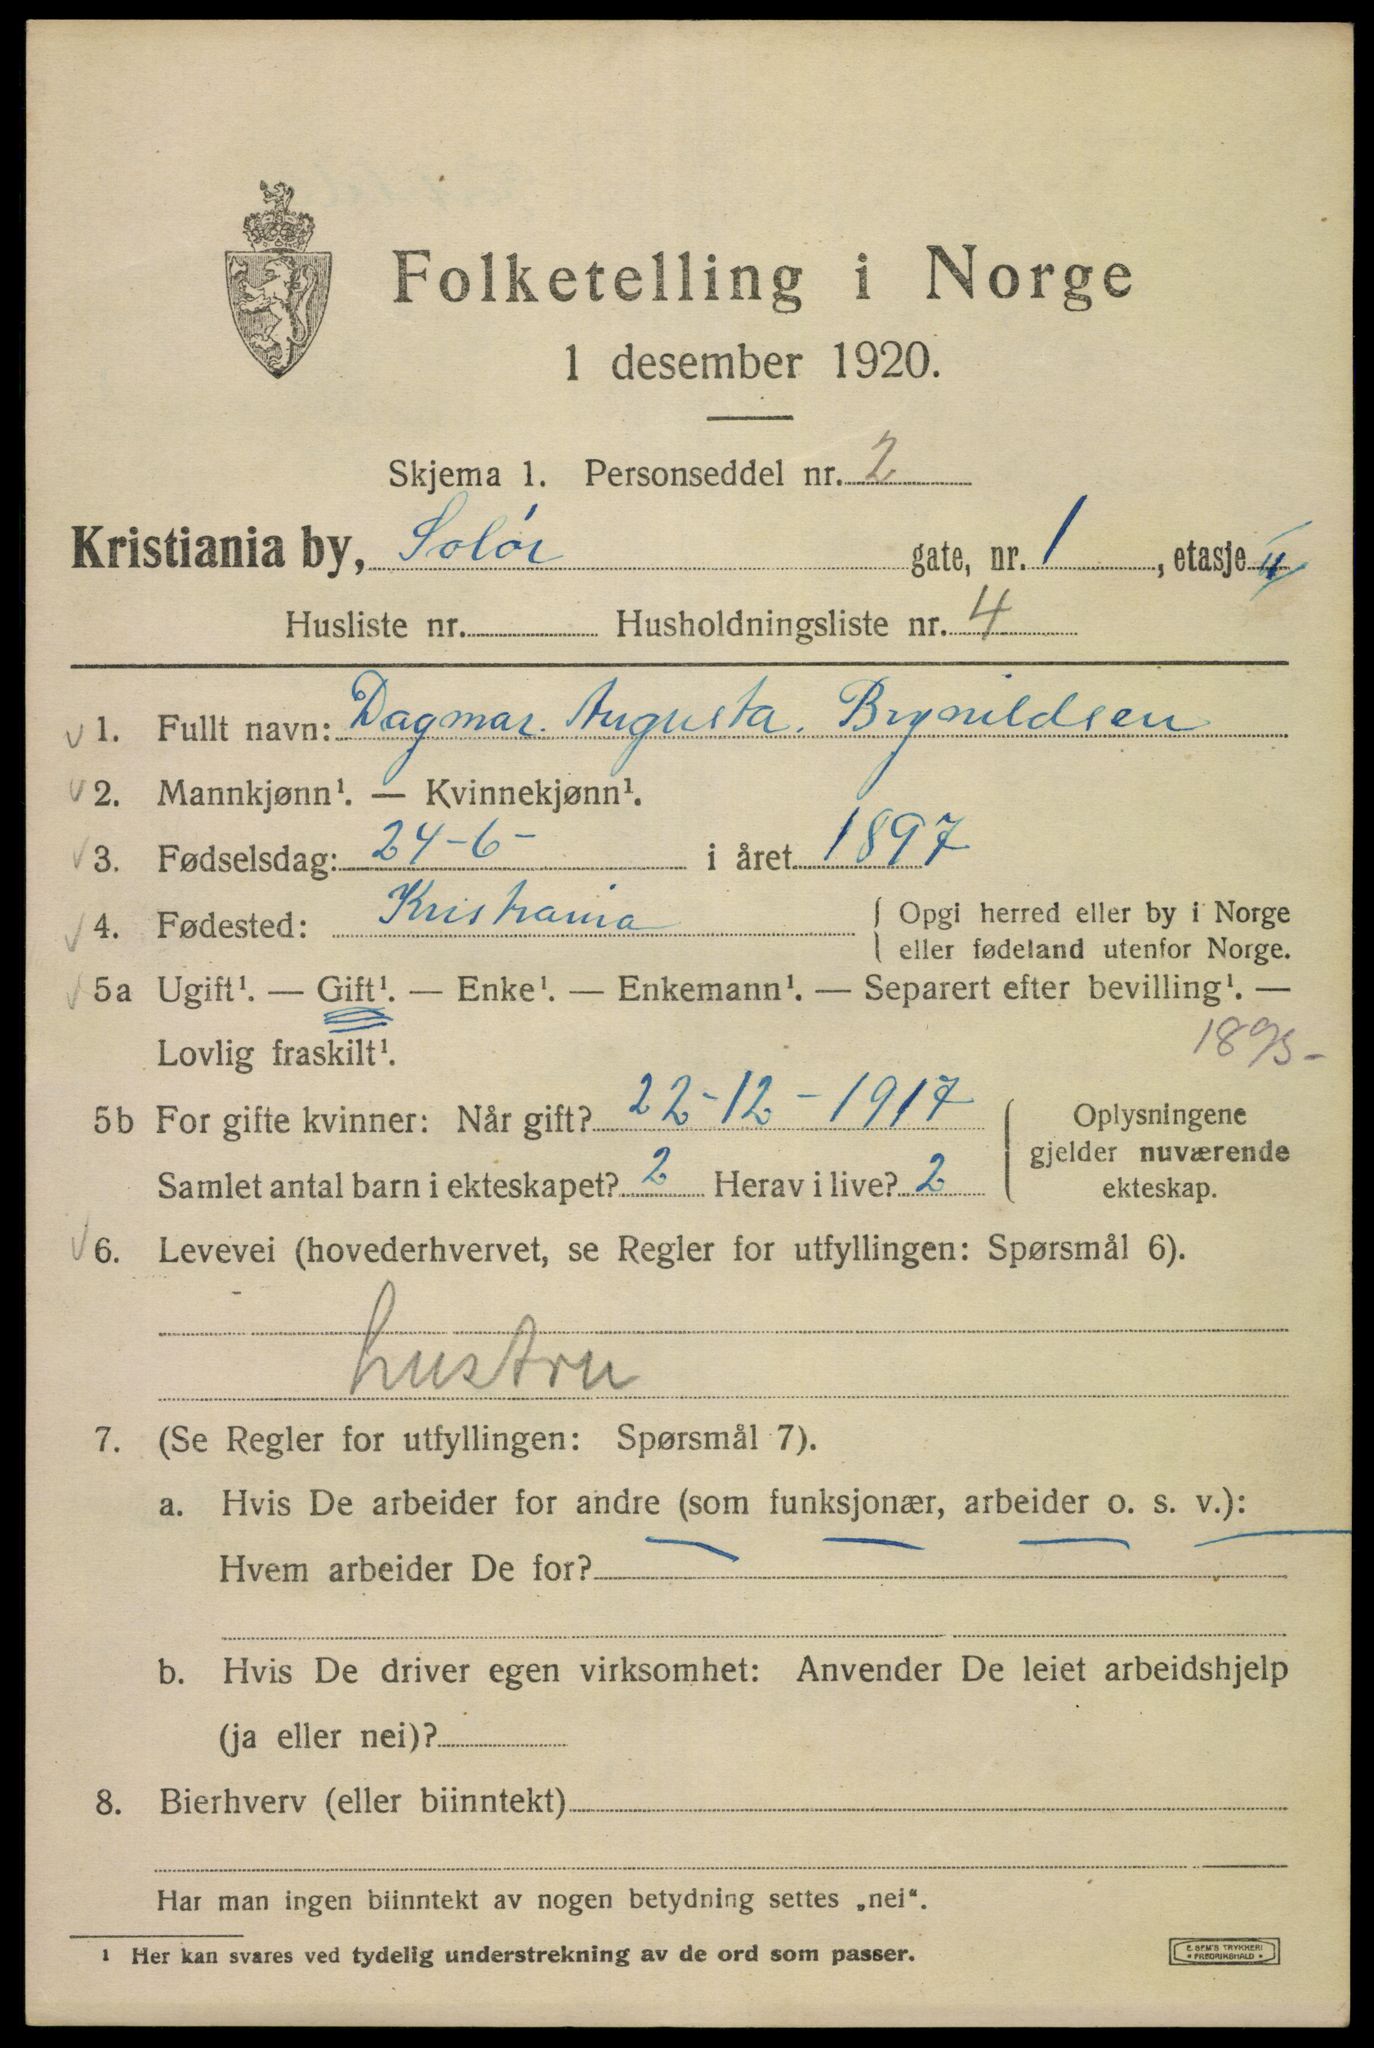 Folketelling i Norge
1 desember 1920.
Skjema 1. Personseddel nr. 2
Kristiania by, Solór gate, nr. 1, etasje II
Husliste nr. Husholdningsliste nr. 4
v 1. Fullt navn: Dagmar. Augusta. Brynildsen
v 2. Mannkjønn¹. — Kvinnekjønn¹.
v 3. Fødselsdag: 24-6- i året 1897
v 4. Fødested: Kristiania { Opgi herred eller by i Norge
eller fødeland utenfor Norge.
v 5a Ugift¹. — Gift¹. — Enke¹. — Enkemann¹. — Separert efter bevilling¹. —
Lovlig fraskilt¹.
5b For gifte kvinner: Når gift? 22-12-1917
Samlet antal barn i ekteskapet? 2 Herav i live? 2
Oplysningene
gjelder nuværende
ekteskap.
v 6. Levevei (hovederhvervet, se Regler for utfyllingen: Spørsmål 6).
hustru
7. (Se Regler for utfyllingen: Spørsmål 7).
a. Hvis De arbeider for andre (som funksjonær, arbeider o. s. v.):
Hvem arbeider De for?
b. Hvis De driver egen virksomhet: Anvender De leiet arbeidshjelp
(ja eller nei)?
8. Bierhverv (eller biinntekt)
Har man ingen biinntekt av nogen betydning settes „nei“.
¹ Her kan svares ved tydelig understrekning av de ord som passer.
E. SEM'S TRYKKERI
* FREDRIKSHALD *